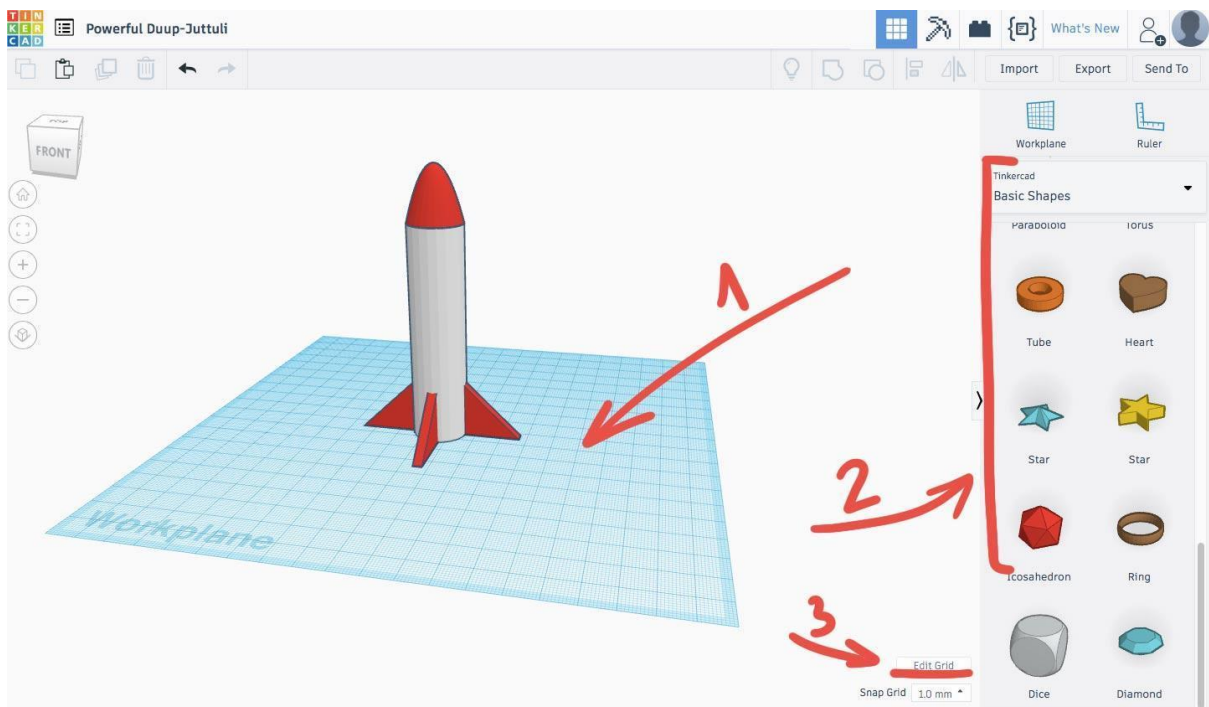 TIN
KER
CAD
Powerful Duup-Juttuli
What's New
Import Export Send To
TOP
FRONT
Workplane Ruler
Tinkercad
Basic Shapes
Paraboloid Torus
1
Tube Heart
Star Star
2
Workplane
Icosahedron Ring
3
Edit Grid
Snap Grid 1.0 mm
Dice Diamond